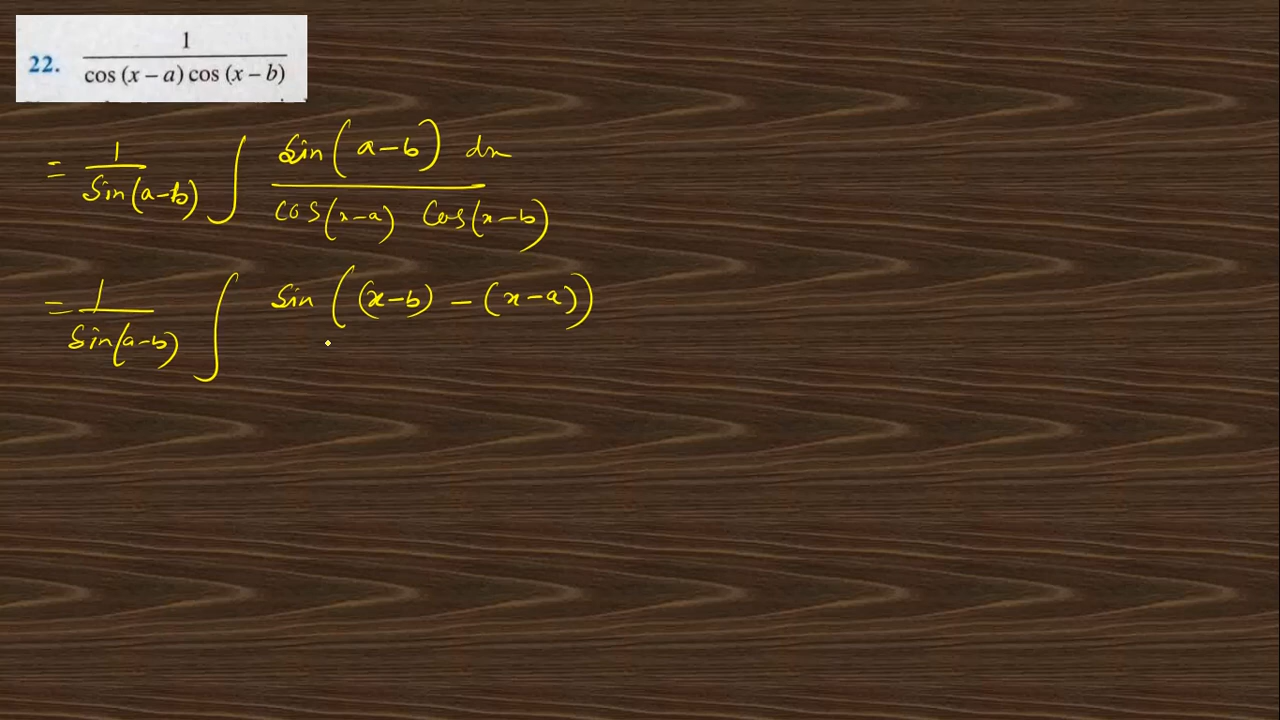 22. 1 / cos (x – a) cos (x – b)
= 1 / Sin(a-b) ∫ Sin(a-b) dx / cos(x-a) cos(x-b)
= 1 / Sin(a-b) ∫ Sin((x-b) - (x-a))